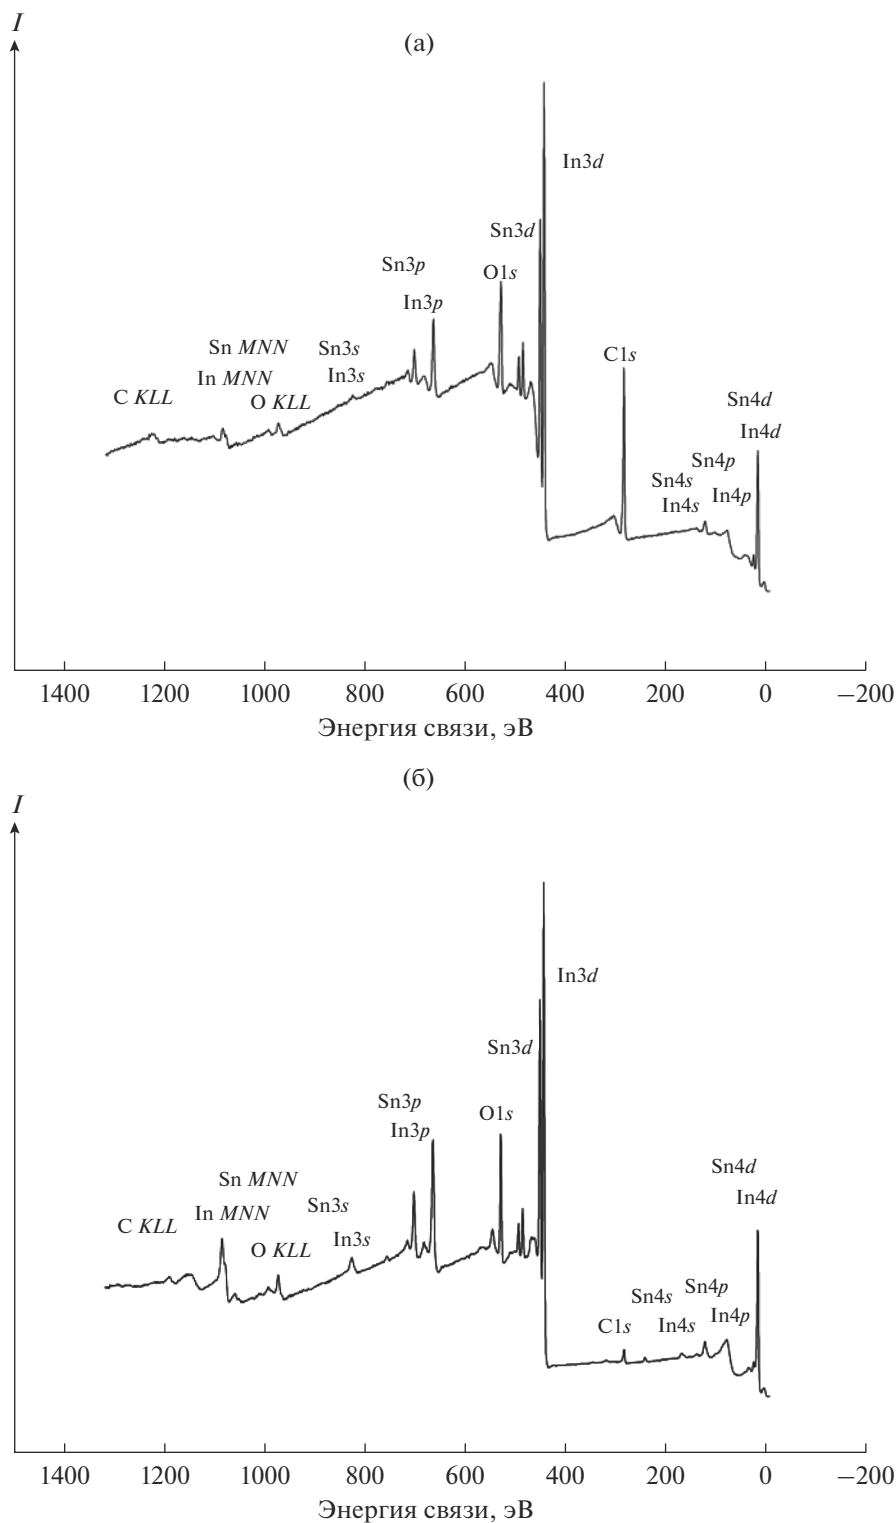 I
(а)
In3d
Sn3d
Sn3p
O1s
In3p
Sn MNN
Sn3s
C1s
In MNN
In3s
C KLL
O KLL
Sn4d
In4d
Sn4p
Sn4s
In4p
In4s
1400 1200 1000 800 600 400 200 0 −200
Энергия связи, эВ
(б)
I
In3d
Sn3d
Sn3p
O1s
In3p
Sn4d
Sn MNN
In4d
Sn3s
In MNN
C KLL
In3s
O KLL
Sn4p
Sn4s
In4p
C1s
In4s
1400 1200 1000 800 600 400 200 0 −200
Энергия связи, эВ